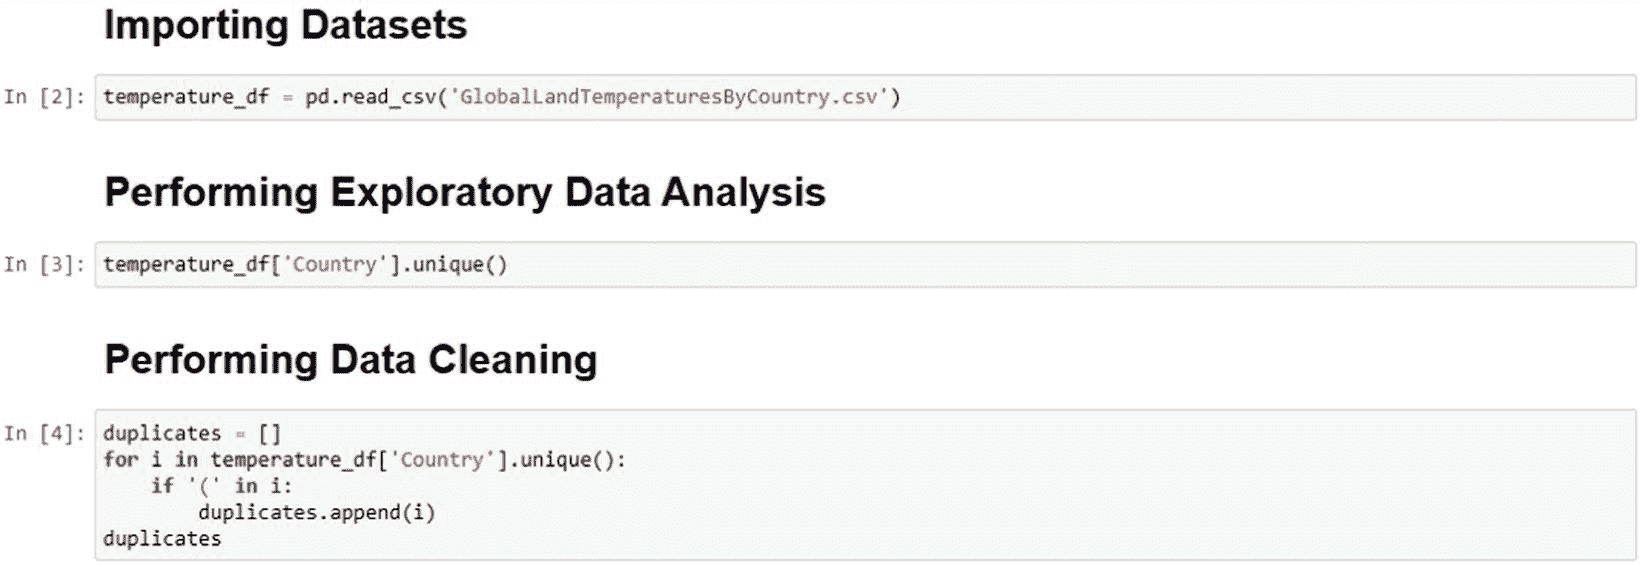 Importing Datasets
In [2]: temperature_df = pd.read_csv('GlobalLandTemperaturesByCountry.csv')
Performing Exploratory Data Analysis
In [3]: temperature_df['Country'].unique()
Performing Data Cleaning
In [4]: duplicates = []
for i in temperature_df['Country'].unique():
    if '(' in i:
        duplicates.append(i)
duplicates